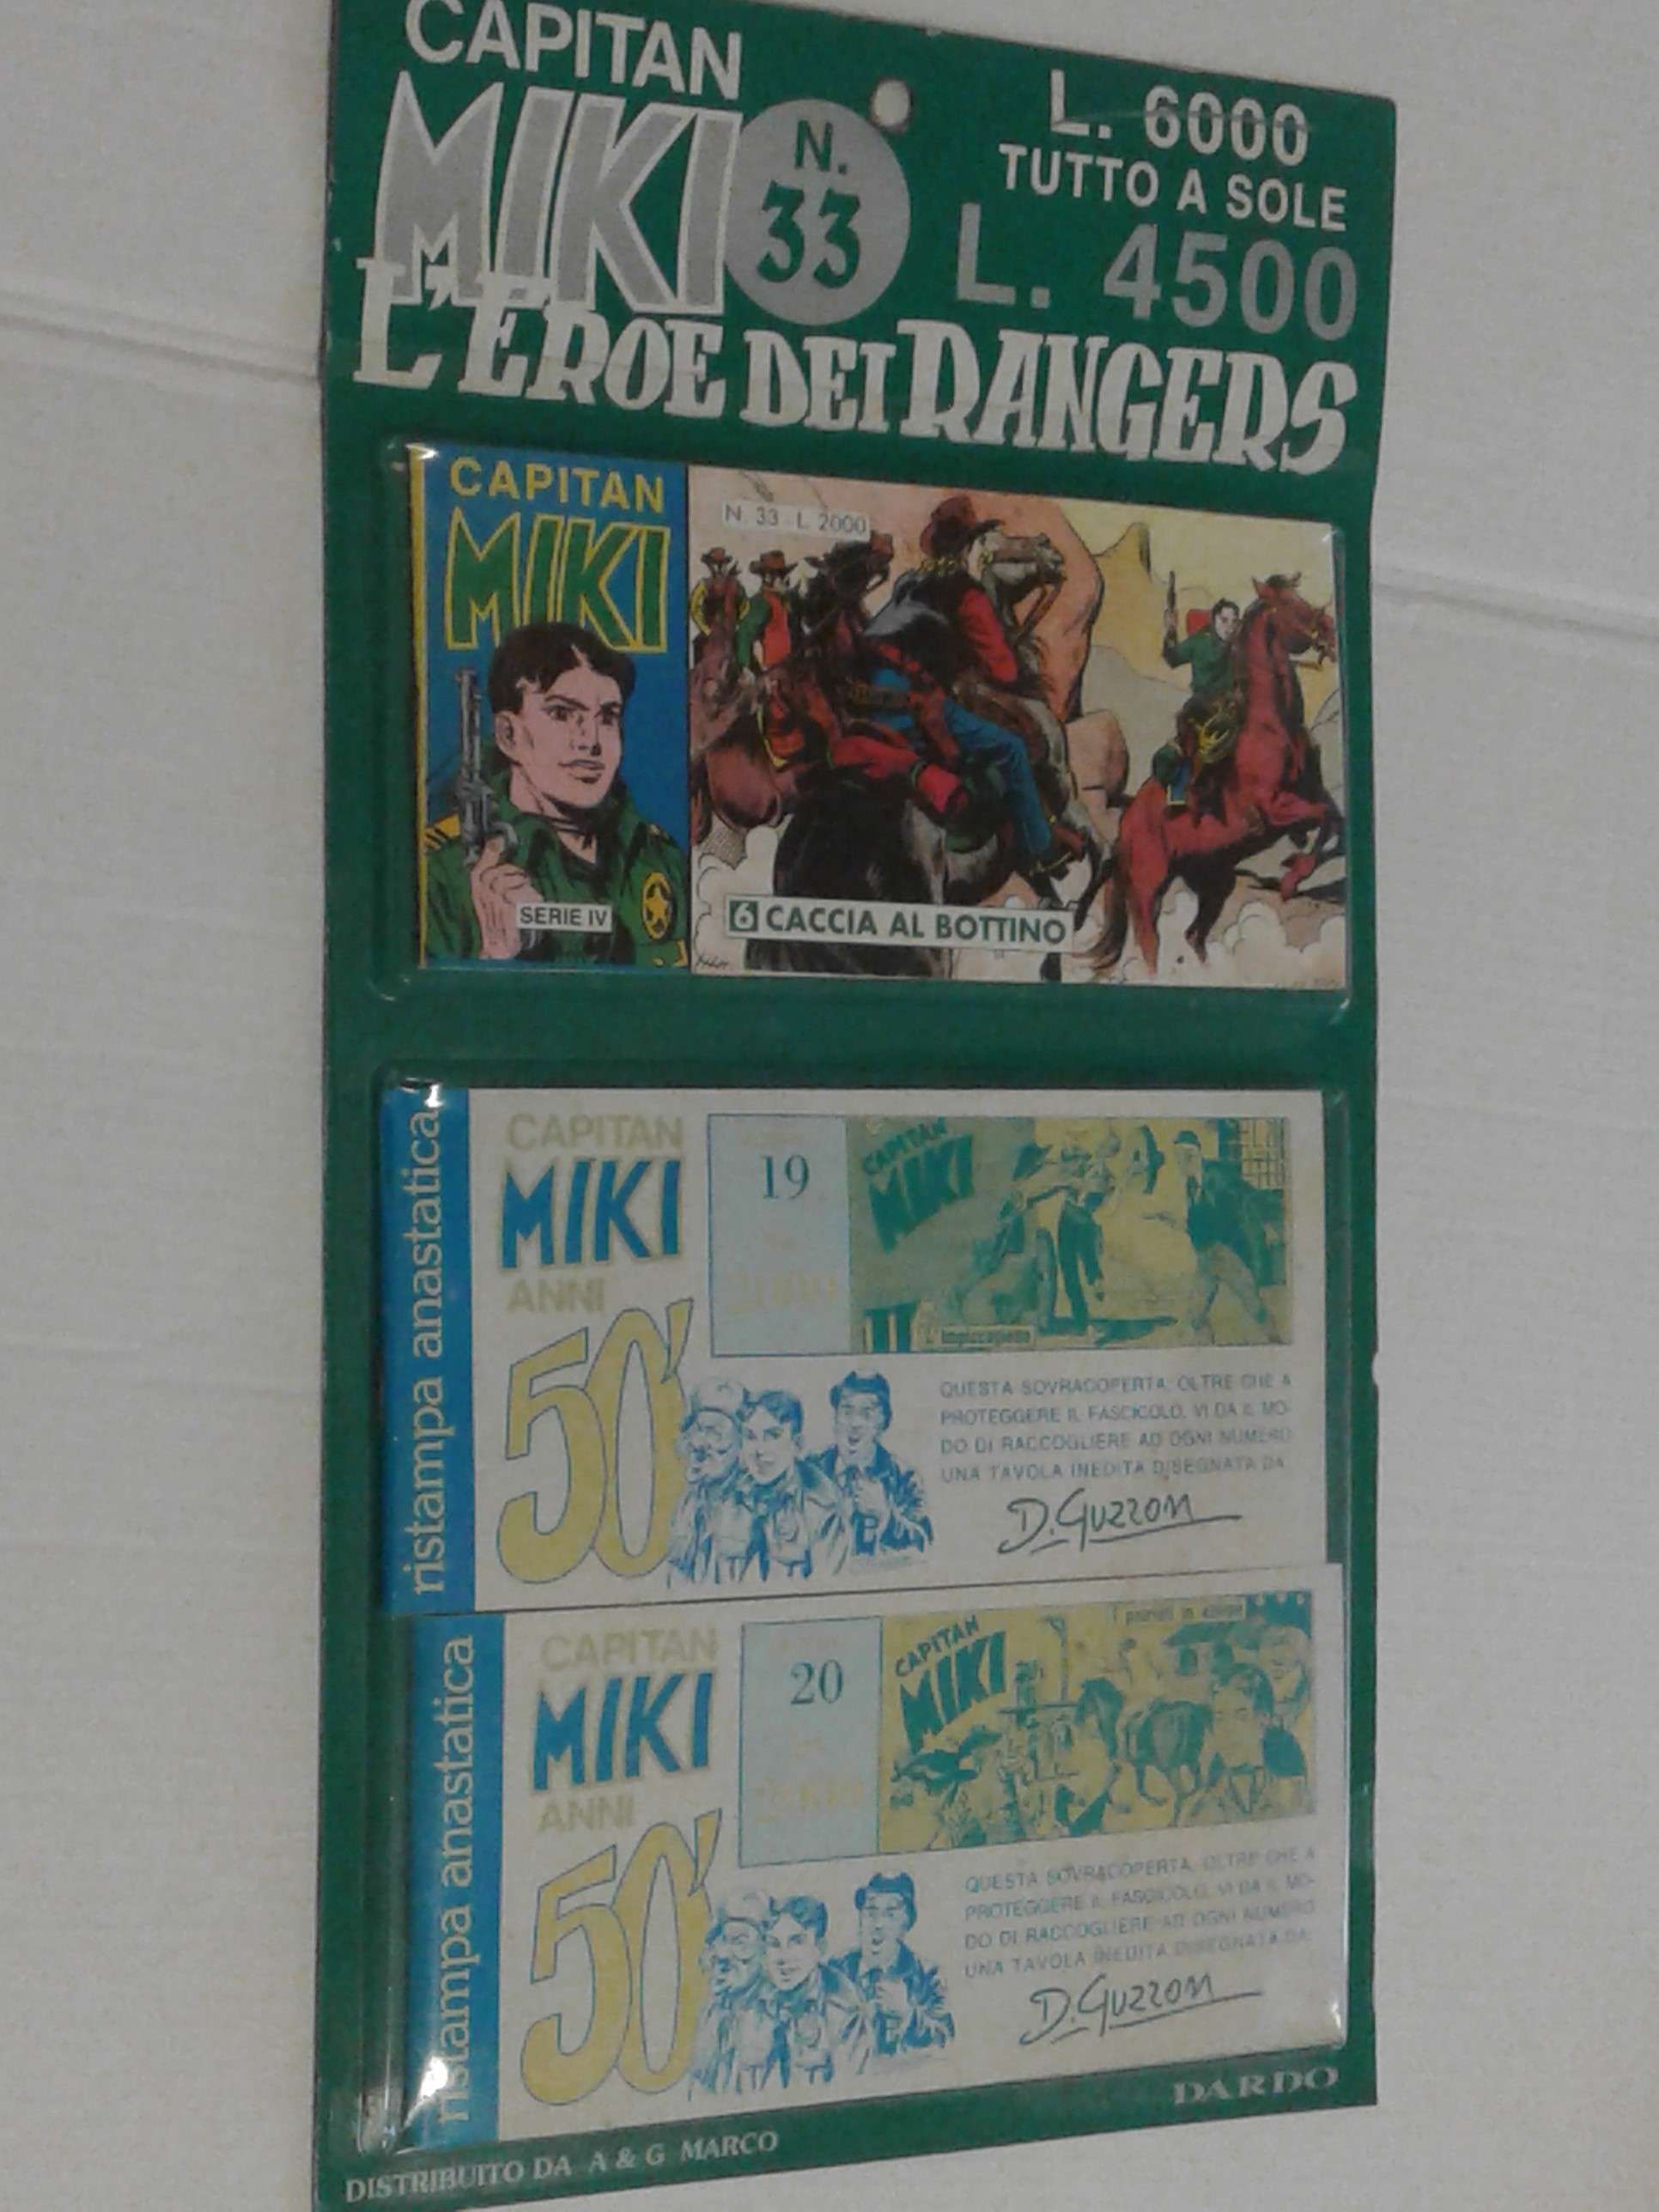 CAPITAN
MIKI
N.
33
L. 6000
TUTTO A SOLE
L. 4500
L'EROE DEI RANGERS
CAPITAN
MIKI
SERIE IV
N. 33 L. 2000
6 CACCIA AL BOTTINO
ristampa anastatica
CAPITAN
MIKI
ANNI
50'
19
CAPITAN
MIKI
L'impiccagione
QUESTA SOVRACOPERTA, OLTRE CHE A
PROTEGGERE IL FASCICOLO, VI DA IL MO-
DO DI RACCOGLIERE AD OGNI NUMERO
UNA TAVOLA INEDITA DISEGNATA DA
D. Guzzon
ristampa anastatica
CAPITAN
MIKI
ANNI
50'
20
CAPITAN
MIKI
QUESTA SOVRACOPERTA, OLTRE CHE A
PROTEGGERE IL FASCICOLO, VI DA IL MO-
DO DI RACCOGLIERE AD OGNI NUMERO
UNA TAVOLA INEDITA DISEGNATA DA
D. Guzzon
DARDO
DISTRIBUITO DA A & G MARCO